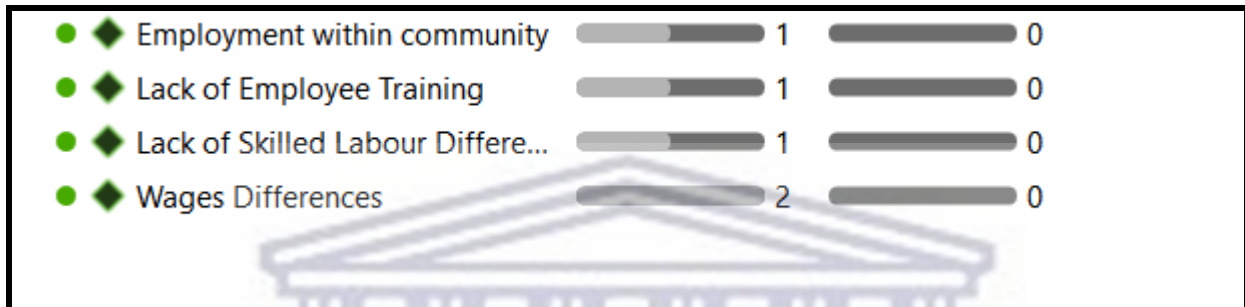 Employment within community 1 0
Lack of Employee Training 1 0
Lack of Skilled Labour Differe... 1 0
Wages Differences 2 0